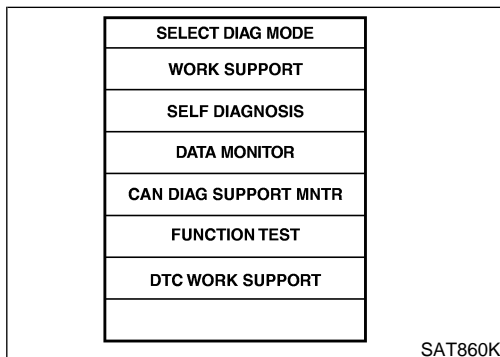 SELECT DIAG MODE
WORK SUPPORT
SELF DIAGNOSIS
DATA MONITOR
CAN DIAG SUPPORT MNTR
FUNCTION TEST
DTC WORK SUPPORT
SAT860K